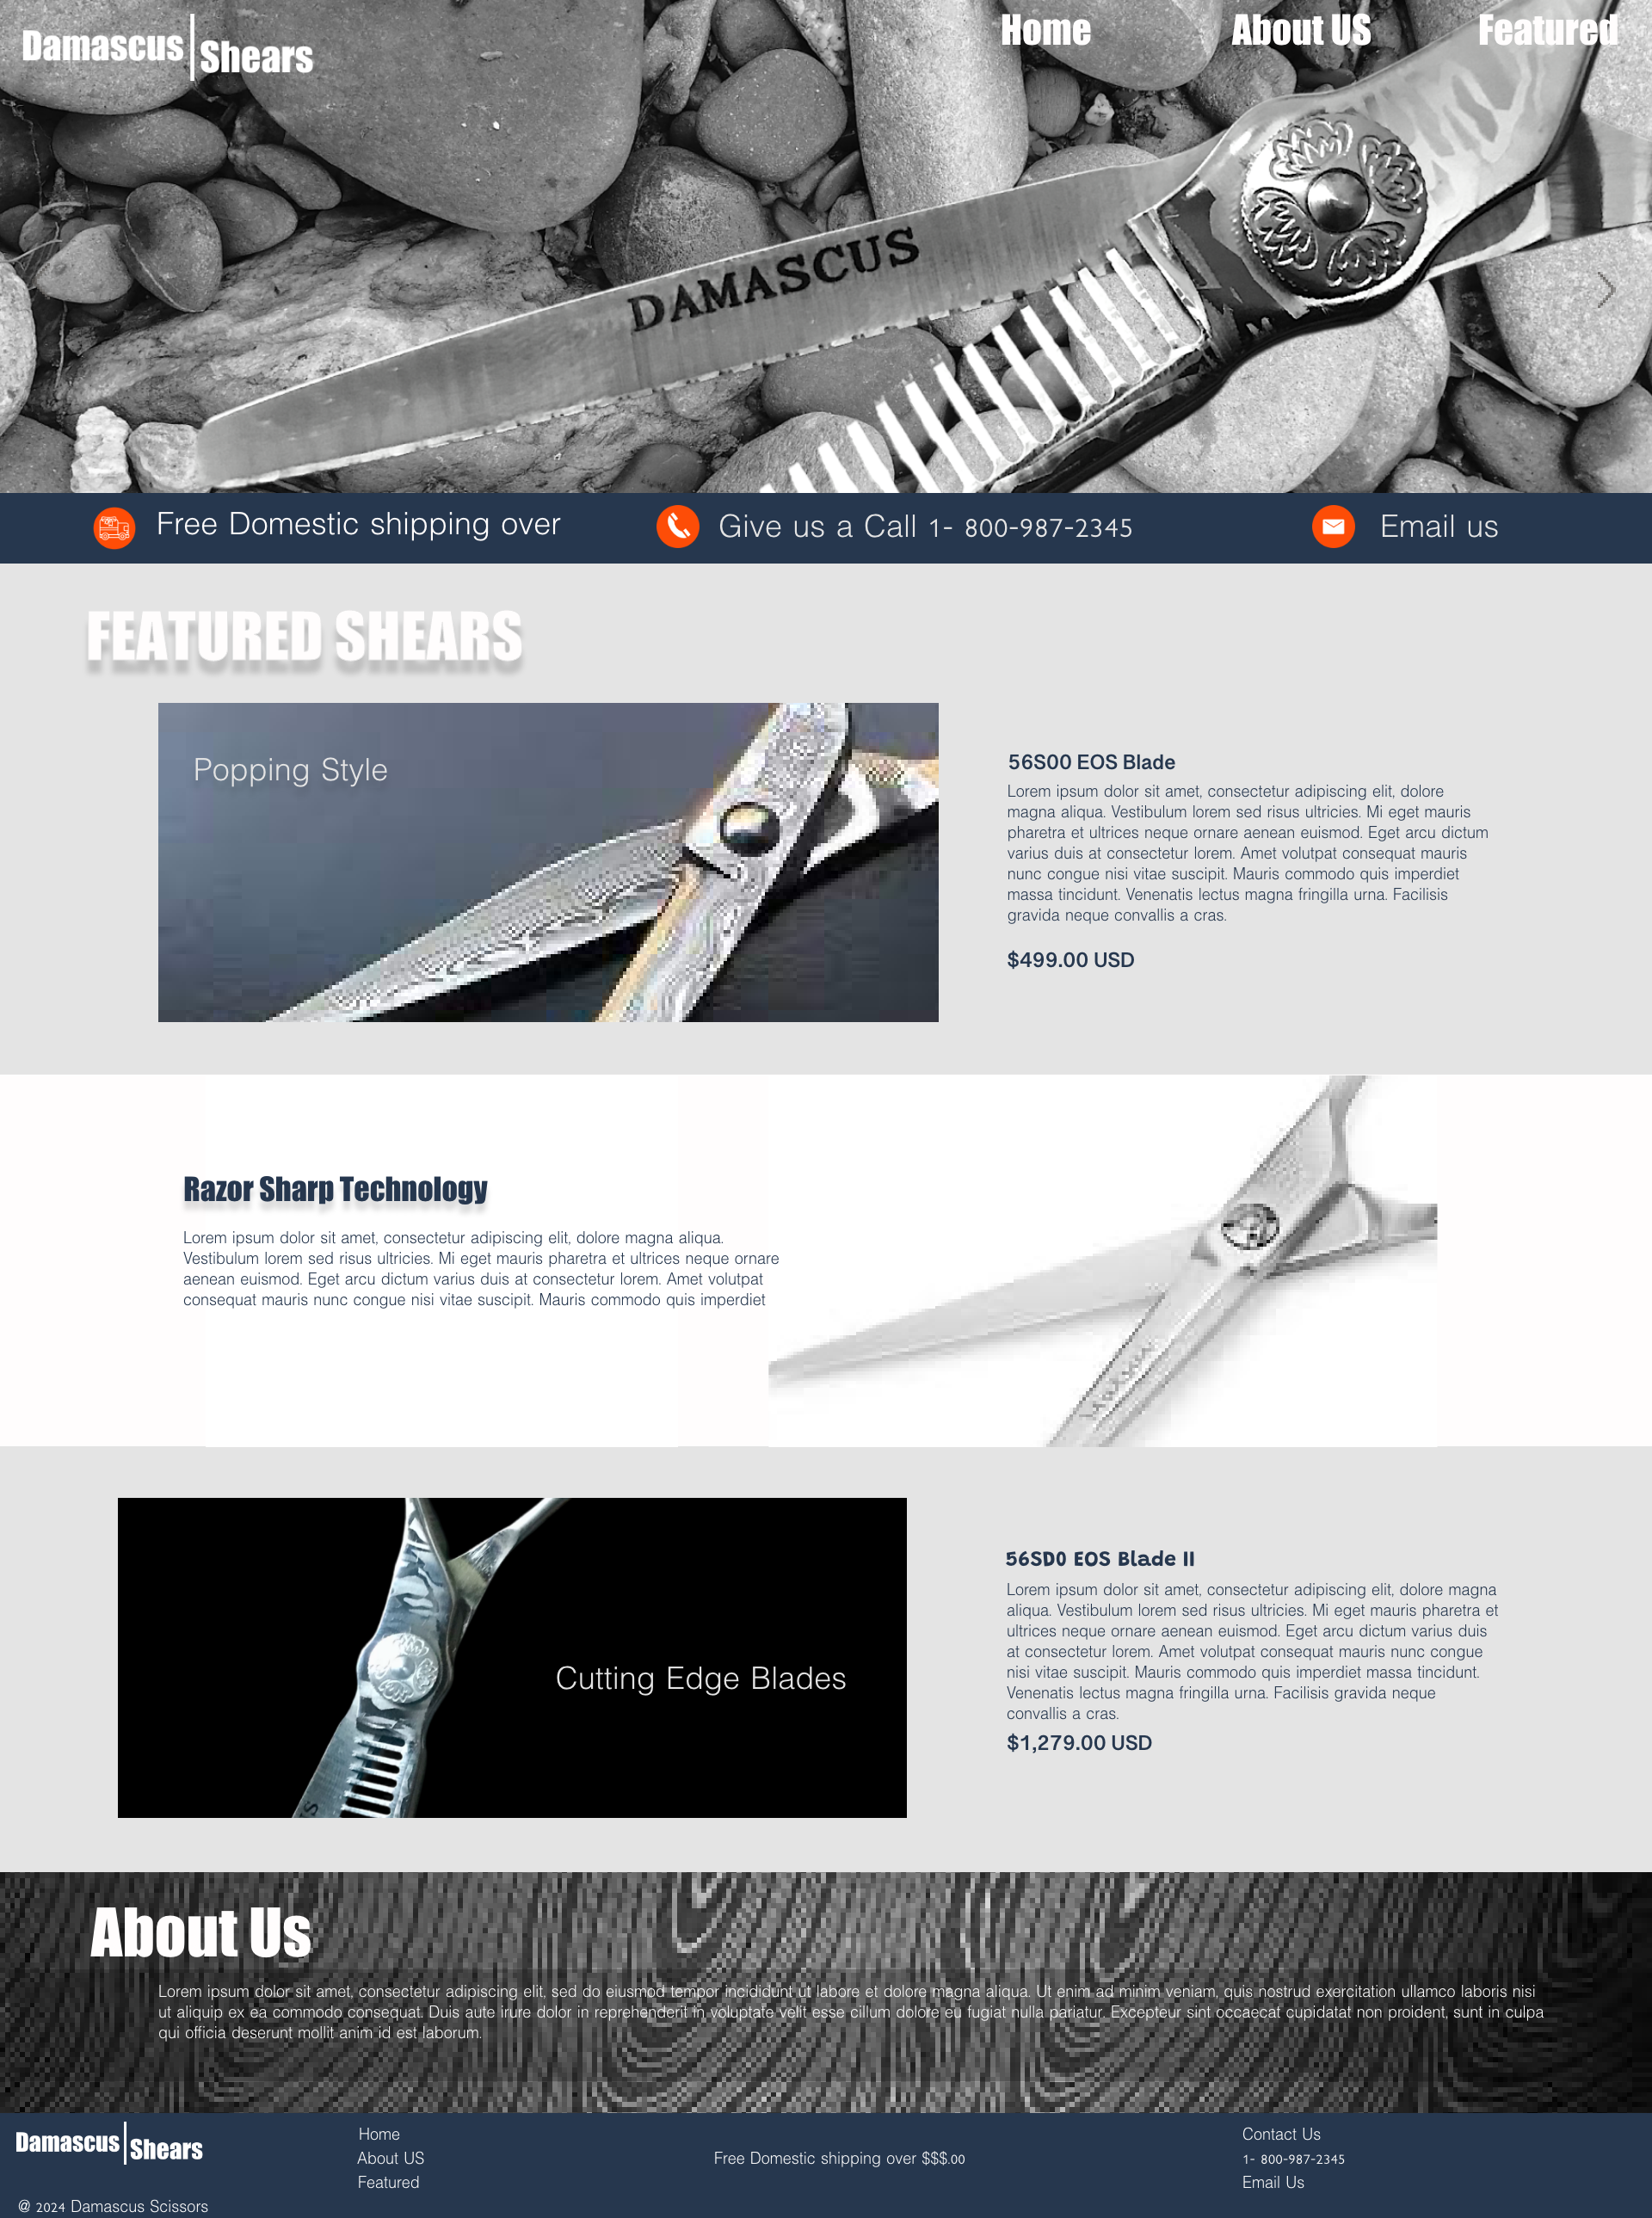 Damascus Shears
Home About US Featured
DAMASCUS
Free Domestic shipping over
Give us a Call 1- 800-987-2345
Email us
FEATURED SHEARS
Popping Style
56S00 EOS Blade
Lorem ipsum dolor sit amet, consectetur adipiscing elit, dolore
magna aliqua. Vestibulum lorem sed risus ultricies. Mi eget mauris
pharetra et ultrices neque ornare aenean euismod. Eget arcu dictum
varius duis at consectetur lorem. Amet volutpat consequat mauris
nunc congue nisi vitae suscipit. Mauris commodo quis imperdiet
massa tincidunt. Venenatis lectus magna fringilla urna. Facilisis
gravida neque convallis a cras.
$499.00 USD
Razor Sharp Technology
Lorem ipsum dolor sit amet, consectetur adipiscing elit, dolore magna aliqua.
Vestibulum lorem sed risus ultricies. Mi eget mauris pharetra et ultrices neque ornare
aenean euismod. Eget arcu dictum varius duis at consectetur lorem. Amet volutpat
consequat mauris nunc congue nisi vitae suscipit. Mauris commodo quis imperdiet
Cutting Edge Blades
56SD0 EOS Blade II
Lorem ipsum dolor sit amet, consectetur adipiscing elit, dolore magna
aliqua. Vestibulum lorem sed risus ultricies. Mi eget mauris pharetra et
ultrices neque ornare aenean euismod. Eget arcu dictum varius duis
at consectetur lorem. Amet volutpat consequat mauris nunc congue
nisi vitae suscipit. Mauris commodo quis imperdiet massa tincidunt.
Venenatis lectus magna fringilla urna. Facilisis gravida neque
convallis a cras.
$1,279.00 USD
About Us
Lorem ipsum dolor sit amet, consectetur adipiscing elit, sed do eiusmod tempor incididunt ut labore et dolore magna aliqua. Ut enim ad minim veniam, quis nostrud exercitation ullamco laboris nisi
ut aliquip ex ea commodo consequat. Duis aute irure dolor in reprehenderit in voluptate velit esse cillum dolore eu fugiat nulla pariatur. Excepteur sint occaecat cupidatat non proident, sunt in culpa
qui officia deserunt mollit anim id est laborum.
Damascus Shears
Home
About US
Featured
Free Domestic shipping over $$$.00
Contact Us
1- 800-987-2345
Email Us
@ 2024 Damascus Scissors